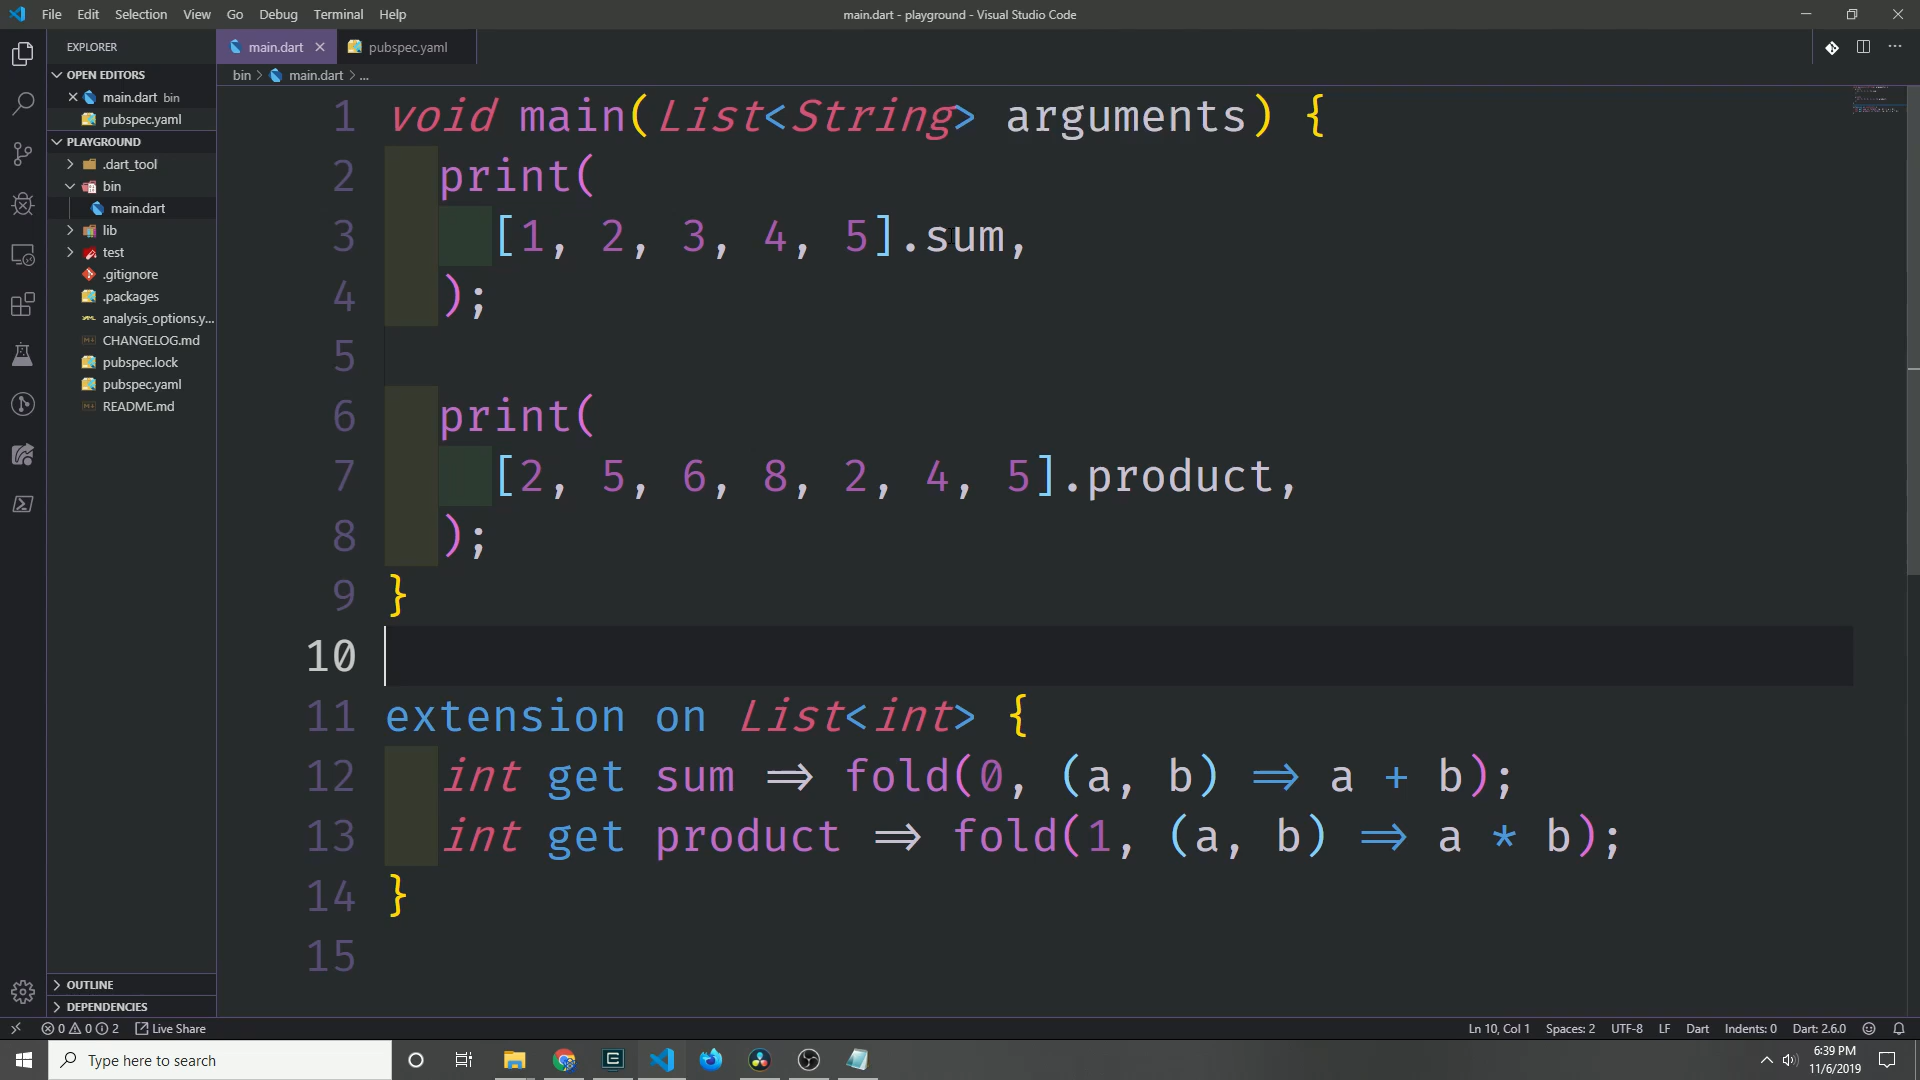 File Edit Selection View Go Debug Terminal Help
main.dart - playground - Visual Studio Code
EXPLORER
OPEN EDITORS
main.dart bin
pubspec.yaml
PLAYGROUND
.dart_tool
bin
main.dart
lib
test
.gitignore
.packages
analysis_options.y...
CHANGELOG.md
pubspec.lock
pubspec.yaml
README.md
OUTLINE
DEPENDENCIES
main.dart
pubspec.yaml
bin > main.dart > ...
1 void main(List<String> arguments) {
2 print(
3 [1, 2, 3, 4, 5].sum,
4 );
5
6 print(
7 [2, 5, 6, 8, 2, 4, 5].product,
8 );
9 }
10
11 extension on List<int> {
12 int get sum => fold(0, (a, b) => a + b);
13 int get product => fold(1, (a, b) => a * b);
14 }
15
0 0 2 Live Share
Ln 10, Col 1 Spaces: 2 UTF-8 LF Dart Indents: 0 Dart: 2.6.0
Type here to search
6:39 PM
11/6/2019